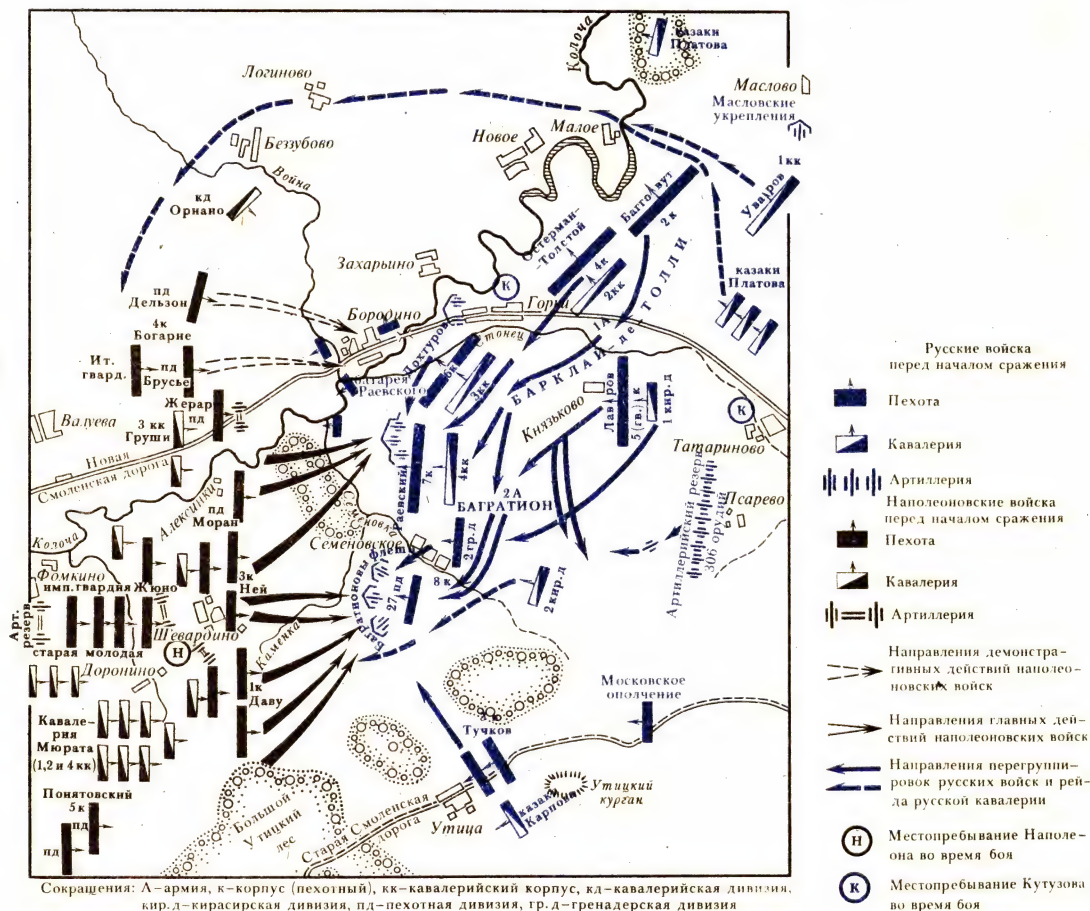 казаки
Платова
Колоча
Маслово
Масловские
укрепления
Логиново
Беззубово
Новое
Малое
Война
1кк
Уваров
Багговут
2к
кд
Орнано
Остерман-
-Толстой
4к
2кк
казаки
Платова
Захарьино
К
Горки
1А
БАРКЛАЙ-де-ТОЛЛИ
пд
Дельзон
4к
Богарне
Бородино
Стонец
Дохтуров
6к
3кк
Ит.
гвард.
пд
Брусье
батарея
Раевского
Жерар
пд
Валуева
3 кк
Груши
Князьково
Лавров
5(гв.)к
1 кир.д
К
Татариново
Новая
Смоленская дорога
Алексинки
пд
Моран
Раевский
7к
4кк
2А
БАГРАТИОН
Артиллерийский резерв
306 орудий
Псарево
Колоча
Семеновское
2гр.д
Фомкино
имп.гвардия
Жюно
3к
Ней
Багратионовы флеши
27пд
8к
2кир.д
Арт.
резерв
старая
молодая
Шевардино
Н
Каменка
Доронино
1к
Даву
Московское
ополчение
Кавале-
рия
Мюрата
(1,2 и 4кк)
Тучков
Понятовский
5к
пд
пд
Большой
Утицкий
лес
Старая Смоленская
дорога
Утица
казаки
Карпова
Утицкий
курган
Русские войска
перед началом сражения
Пехота
Кавалерия
Артиллерия
Наполеоновские войска
перед началом сражения
Пехота
Кавалерия
Артиллерия
Направления демонстра-
тивных действий наполео-
новских войск
Направления главных дей-
ствий наполеоновских войск
Направления перегруппи-
ровок русских войск и рей-
да русской кавалерии
Н
Местопребывание Наполе-
она во время боя
К
Местопребывание Кутузова
во время боя
Сокращения: А-армия, к-корпус (пехотный), кк-кавалерийский корпус, кд-кавалерийская дивизия,
кир.д-кирасирская дивизия, пд-пехотная дивизия, гр.д-гренадерская дивизия